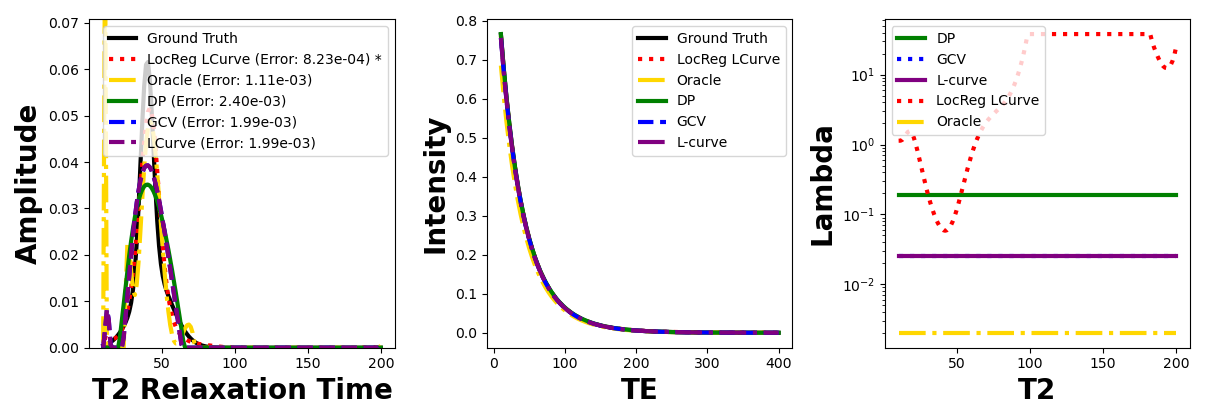 Amplitude
0.07
0.06
0.05
0.04
0.03
0.02
0.01
0.00
Ground Truth
LocReg LCurve (Error: 8.23e-04) *
Oracle (Error: 1.11e-03)
DP (Error: 2.40e-03)
GCV (Error: 1.99e-03)
LCurve (Error: 1.99e-03)
50
100
150
200
T2 Relaxation Time
Intensity
0.8
0.7
0.6
0.5
0.4
0.3
0.2
0.1
0.0
Ground Truth
LocReg LCurve
Oracle
DP
GCV
L-curve
0
100
200
300
400
TE
Lambda
10¹
10⁰
10⁻¹
10⁻²
DP
GCV
L-curve
LocReg LCurve
Oracle
50
100
150
200
T2